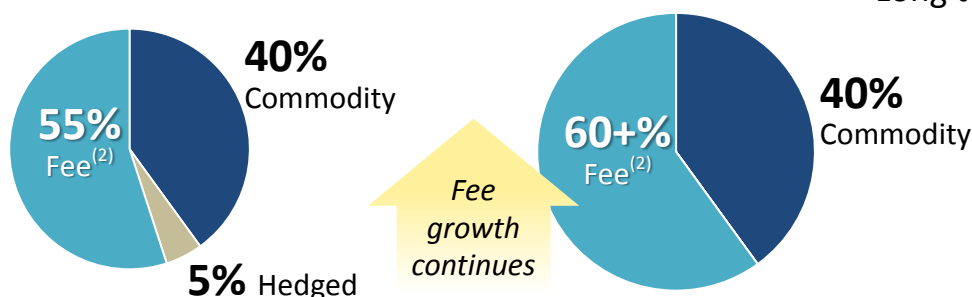 40%
Commodity
55%
Fee(2)
5% Hedged
Fee
growth
continues
60+%
Fee(2)
40%
Commodity